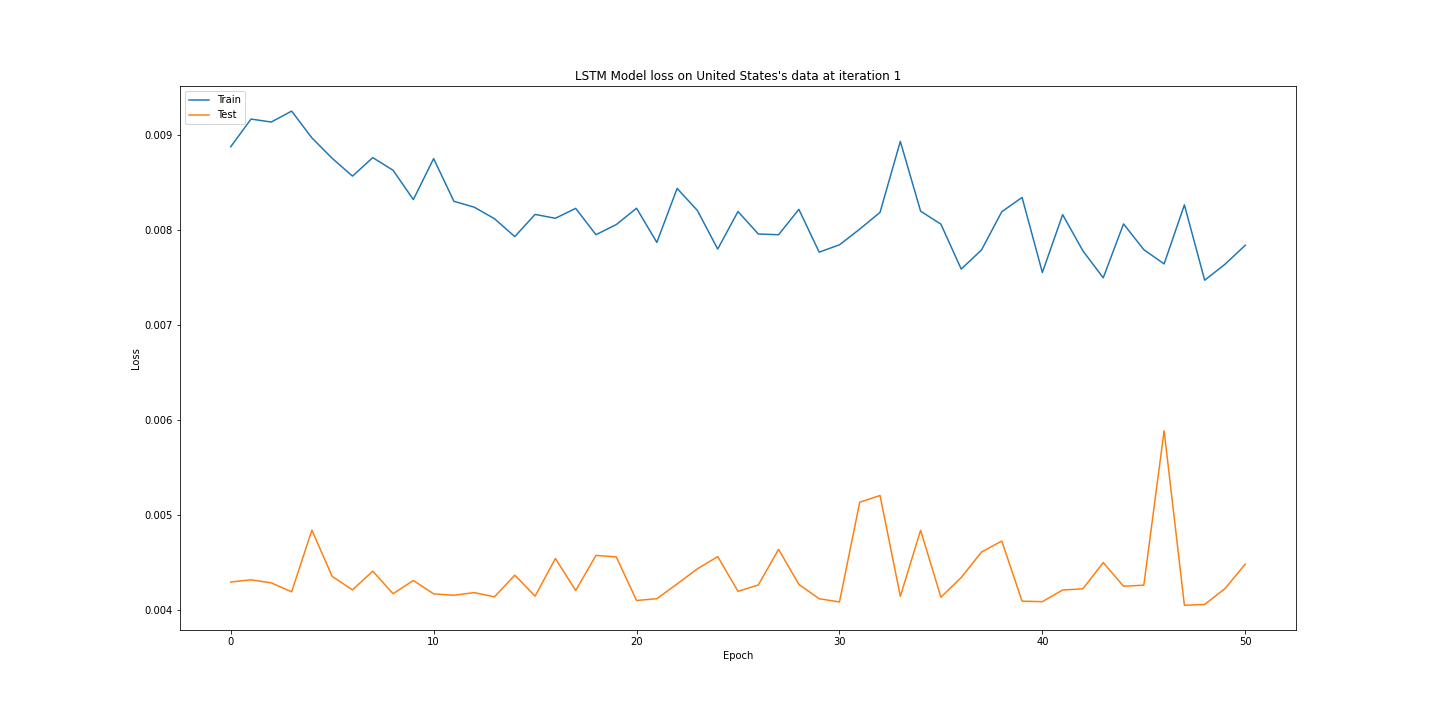 LSTM Model loss on United States's data at iteration 1
Train
Test
0.009
0.008
0.007
0.006
0.005
0.004
Loss
0 10 20 30 40 50
Epoch